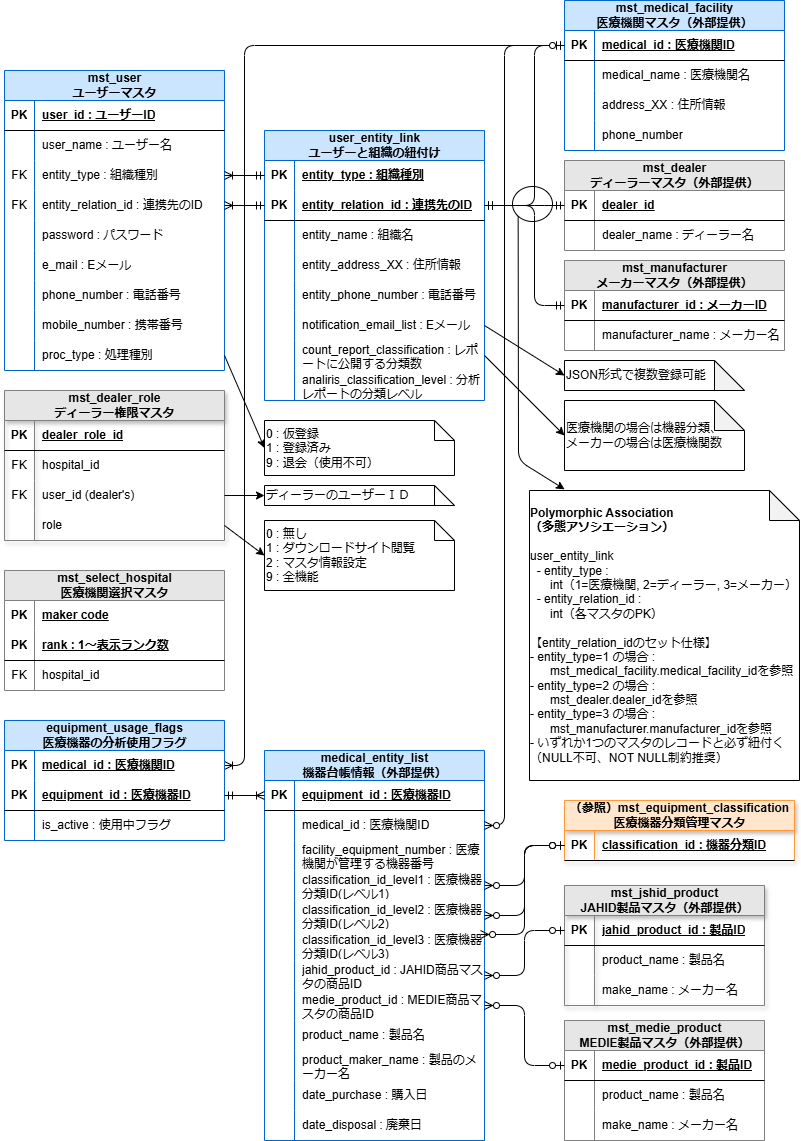 mst_medical_facility
医療機関マスタ（外部提供）
PK
medical_id : 医療機関ID
medical_name : 医療機関名
address_XX : 住所情報
phone_number
mst_user
ユーザーマスタ
PK
user_id : ユーザーID
user_name : ユーザー名
FK
entity_type : 組織種別
FK
entity_relation_id : 連携先のID
password : パスワード
e_mail : Eメール
phone_number : 電話番号
mobile_number : 携帯番号
proc_type : 処理種別
user_entity_link
ユーザーと組織の紐付け
PK
entity_type : 組織種別
PK
entity_relation_id : 連携先のID
entity_name : 組織名
entity_address_XX : 住所情報
entity_phone_number : 電話番号
notification_email_list : Eメール
count_report_classification : レポ
ートに公開する分類数
analiris_classification_level : 分析
レポートの分類レベル
mst_dealer
ディーラーマスタ（外部提供）
PK
dealer_id
dealer_name : ディーラー名
mst_manufacturer
メーカーマスタ（外部提供）
PK
manufacturer_id : メーカーID
manufacturer_name : メーカー名
JSON形式で複数登録可能
医療機関の場合は機器分類、
メーカーの場合は医療機関数
mst_dealer_role
ディーラー権限マスタ
PK
dealer_role_id
FK
hospital_id
FK
user_id (dealer's)
role
0 : 仮登録
1 : 登録済み
9 : 退会（使用不可）
ディーラーのユーザーＩＤ
0 : 無し
1 : ダウンロードサイト閲覧
2 : マスタ情報設定
9 : 全機能
Polymorphic Association
（多態アソシエーション）
user_entity_link
- entity_type :
int（1=医療機関, 2=ディーラー, 3=メーカー）
- entity_relation_id :
int（各マスタのPK）
【entity_relation_idのセット仕様】
- entity_type=1 の場合 :
mst_medical_facility.medical_facility_idを参照
- entity_type=2 の場合 :
mst_dealer.dealer_idを参照
- entity_type=3 の場合 :
mst_manufacturer.manufacturer_idを参照
- いずれか1つのマスタのレコードと必ず紐付く
（NULL不可、NOT NULL制約推奨）
mst_select_hospital
医療機関選択マスタ
PK
maker code
PK
rank : 1～表示ランク数
FK
hospital_id
equipment_usage_flags
医療機器の分析使用フラグ
PK
medical_id : 医療機関ID
PK
equipment_id : 医療機器ID
is_active : 使用中フラグ
medical_entity_list
機器台帳情報（外部提供）
PK
equipment_id : 医療機器ID
medical_id : 医療機関ID
facility_equipment_number : 医療
機関が管理する機器番号
classification_id_level1 : 医療機器
分類ID(レベル1)
classification_id_level2 : 医療機器
分類ID(レベル2)
classification_id_level3 : 医療機器
分類ID(レベル3)
jahid_product_id : JAHID商品マス
タの商品ID
medie_product_id : MEDIE商品マ
スタの商品ID
product_name : 製品名
product_maker_name : 製品のメ
ーカー名
date_purchase : 購入日
date_disposal : 廃棄日
（参照）mst_equipment_classification
医療機器分類管理マスタ
PK
classification_id : 機器分類ID
mst_jshid_product
JAHID製品マスタ（外部提供）
PK
jahid_product_id : 製品ID
product_name : 製品名
make_name : メーカー名
mst_medie_product
MEDIE製品マスタ（外部提供）
PK
medie_product_id : 製品ID
product_name : 製品名
make_name : メーカー名